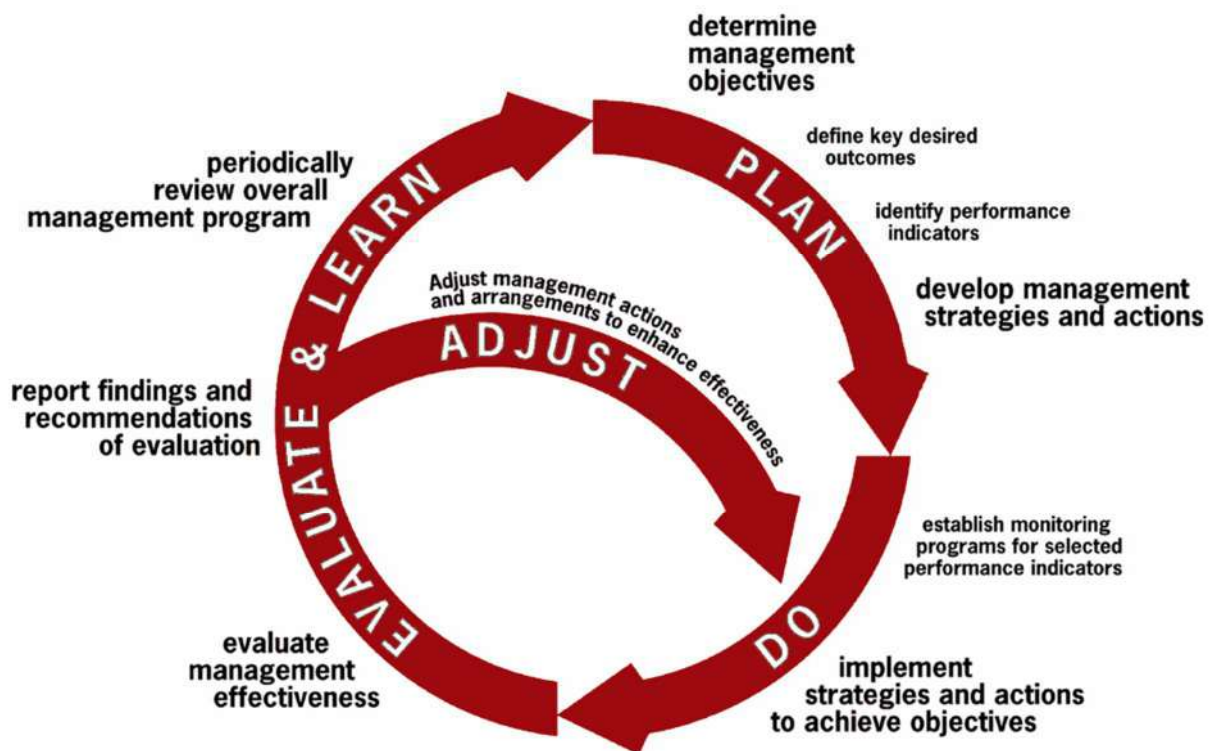 determine
management
objectives
PLAN
define key desired
outcomes
identify performance
indicators
develop management
strategies and actions
DO
establish monitoring
programs for selected
performance indicators
implement
strategies and actions
to achieve objectives
EVALUATE & LEARN
evaluate
management
effectiveness
report findings and
recommendations
of evaluation
periodically
review overall
management program
Adjust management actions
and arrangements to enhance effectiveness
ADJUST